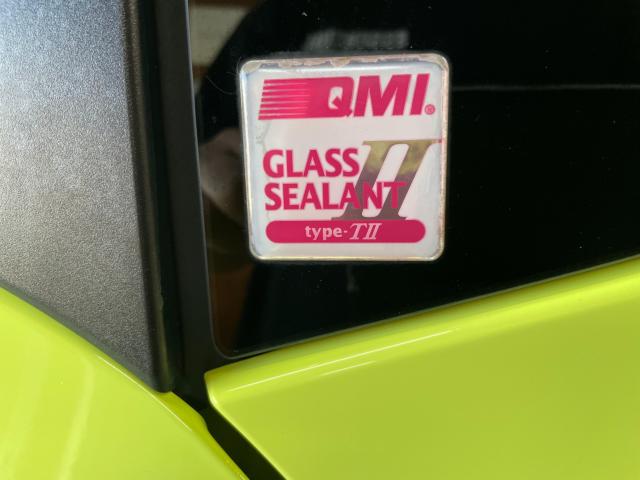 QMI®
GLASS
SEALANT II
type-TII